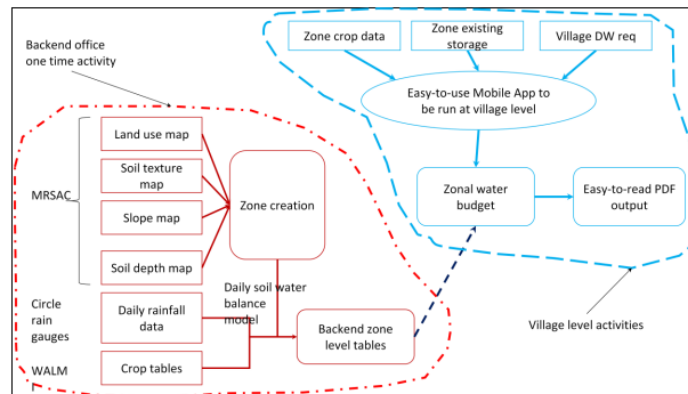 Backend office
one time activity
Zone crop data
Zone existing
storage
Village DW req
Easy-to-use Mobile App to
be run at village level
Land use map
Soil texture
map
MRSAC
Slope map
Soil depth map
Zone creation
Zonal water
budget
Easy-to-read PDF
output
Circle
rain
gauges
Daily rainfall
data
Daily soil water
balance
model
Backend zone
level tables
Village level activities
WALM
Crop tables